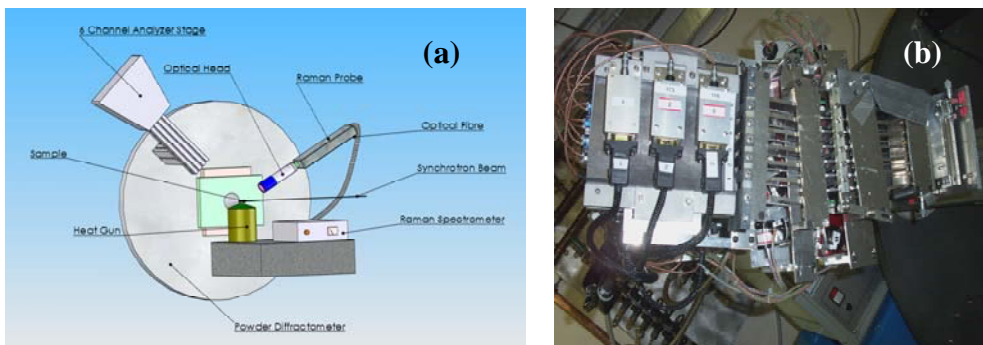 6 Channel Analyzer Stage
(a)
Optical Head
Raman Probe
Optical Fibre
Sample
Synchrotron Beam
Heat Gun
Raman Spectrometer
Powder Diffractometer
(b)